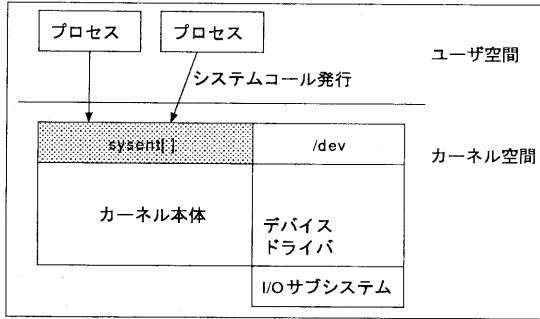 プロセス
プロセス
ユーザ空間
システムコール発行
sysent[ ]
/dev
カーネル空間
カーネル本体
デバイス
ドライバ
I/Oサブシステム